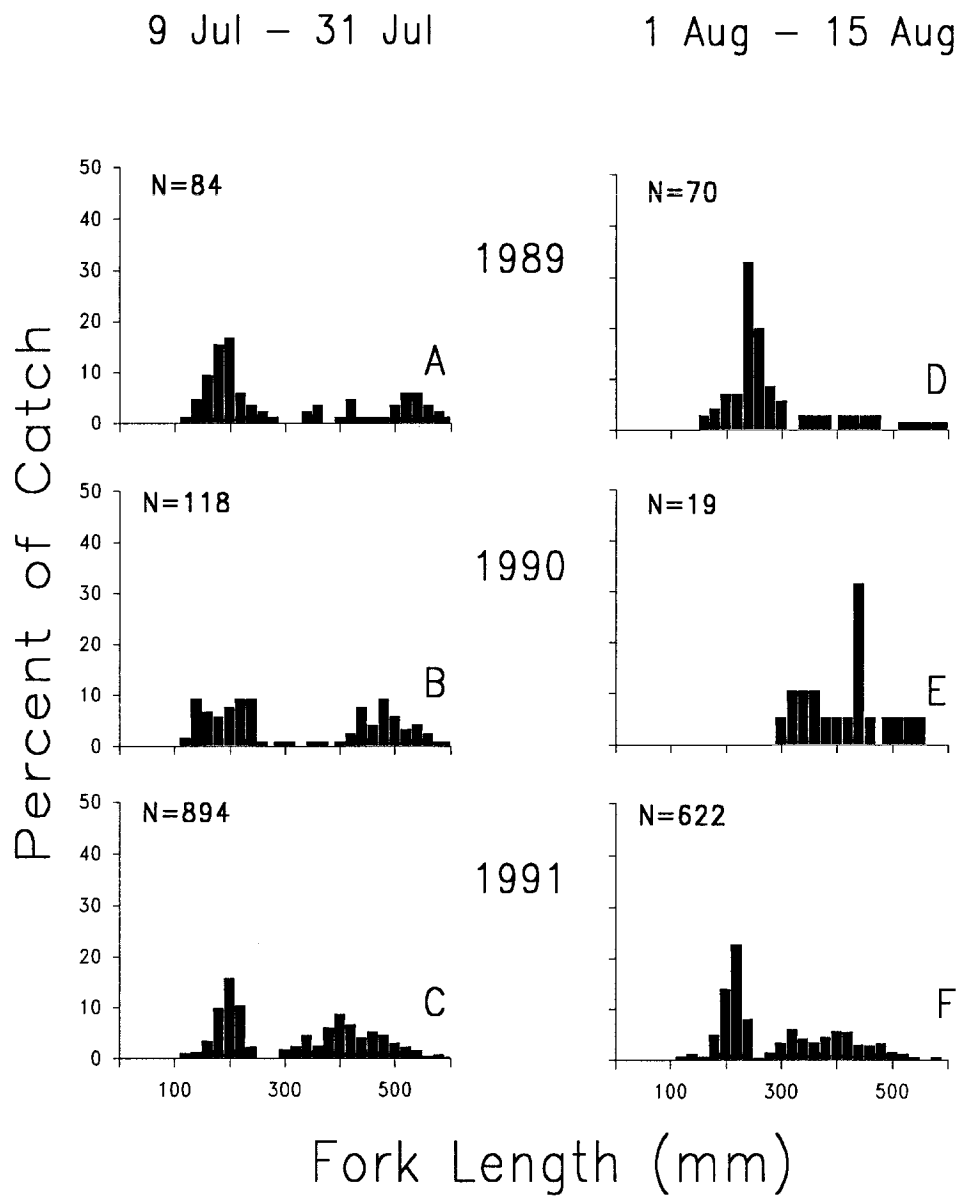 9 Jul - 31 Jul
1 Aug - 15 Aug
Percent of Catch
50
40
30
20
10
0
N=84
A
1989
N=70
D
50
40
30
20
10
0
N=118
B
1990
N=19
E
50
40
30
20
10
0
N=894
C
1991
N=622
F
100 300 500
100 300 500
Fork Length (mm)